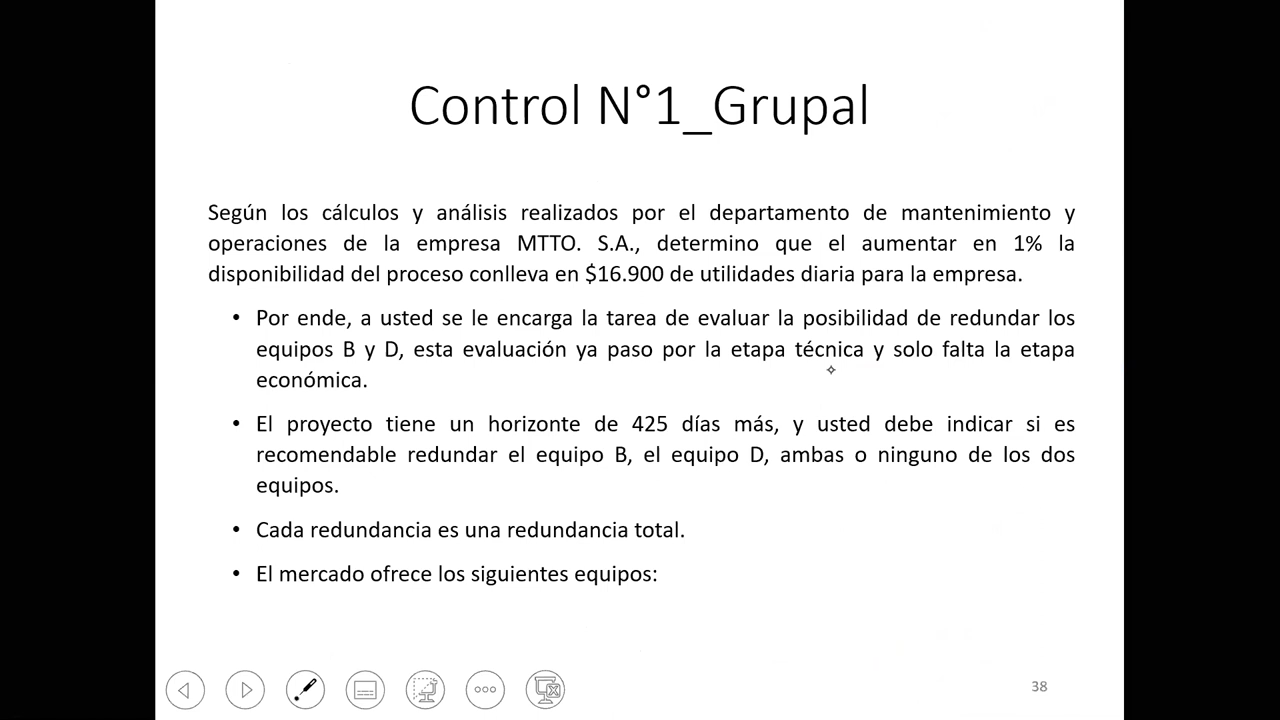 Control N°1_Grupal
Según los cálculos y análisis realizados por el departamento de mantenimiento y
operaciones de la empresa MTTO. S.A., determino que el aumentar en 1% la
disponibilidad del proceso conlleva en $16.900 de utilidades diaria para la empresa.
• Por ende, a usted se le encarga la tarea de evaluar la posibilidad de redundar los
equipos B y D, esta evaluación ya paso por la etapa técnica y solo falta la etapa
económica.
• El proyecto tiene un horizonte de 425 días más, y usted debe indicar si es
recomendable redundar el equipo B, el equipo D, ambas o ninguno de los dos
equipos.
• Cada redundancia es una redundancia total.
• El mercado ofrece los siguientes equipos:
38